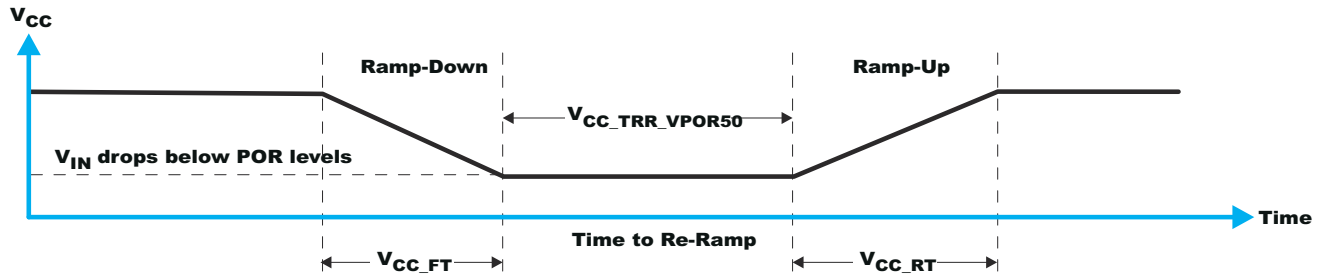 VCC
Ramp-Down
Ramp-Up
VCC_TRR_VPOR50
VIN drops below POR levels
Time
Time to Re-Ramp
VCC_FT
VCC_RT